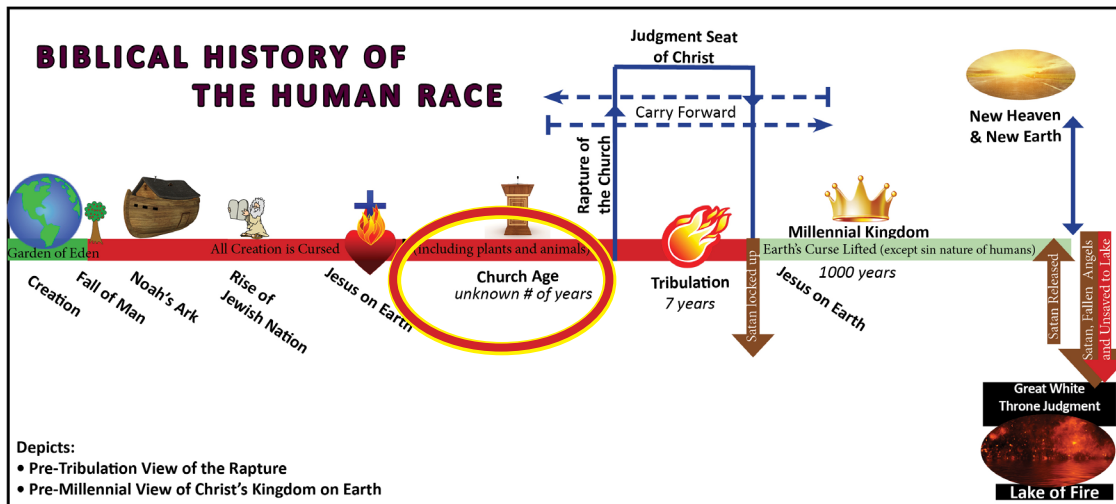 BIBLICAL HISTORY OF
THE HUMAN RACE
Judgment Seat
of Christ
Carry Forward
New Heaven
& New Earth
Rapture of
the Church
Garden of Eden
All Creation is Cursed
(including plants and animals)
Millennial Kingdom
Earth's Curse Lifted (except sin nature of humans)
1000 years
Creation
Fall of Man
Noah's Ark
Rise of
Jewish Nation
Jesus on Earth
Church Age
unknown # of years
Tribulation
7 years
Satan locked up
Jesus on Earth
Satan Released
Satan, Fallen Angels
and Unsaved to Lake
Great White
Throne Judgment
Lake of Fire
Depicts:
• Pre-Tribulation View of the Rapture
• Pre-Millennial View of Christ's Kingdom on Earth